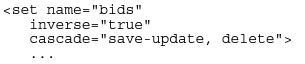 <set name="bids"
inverse="true"
cascade="save-update, delete">
...